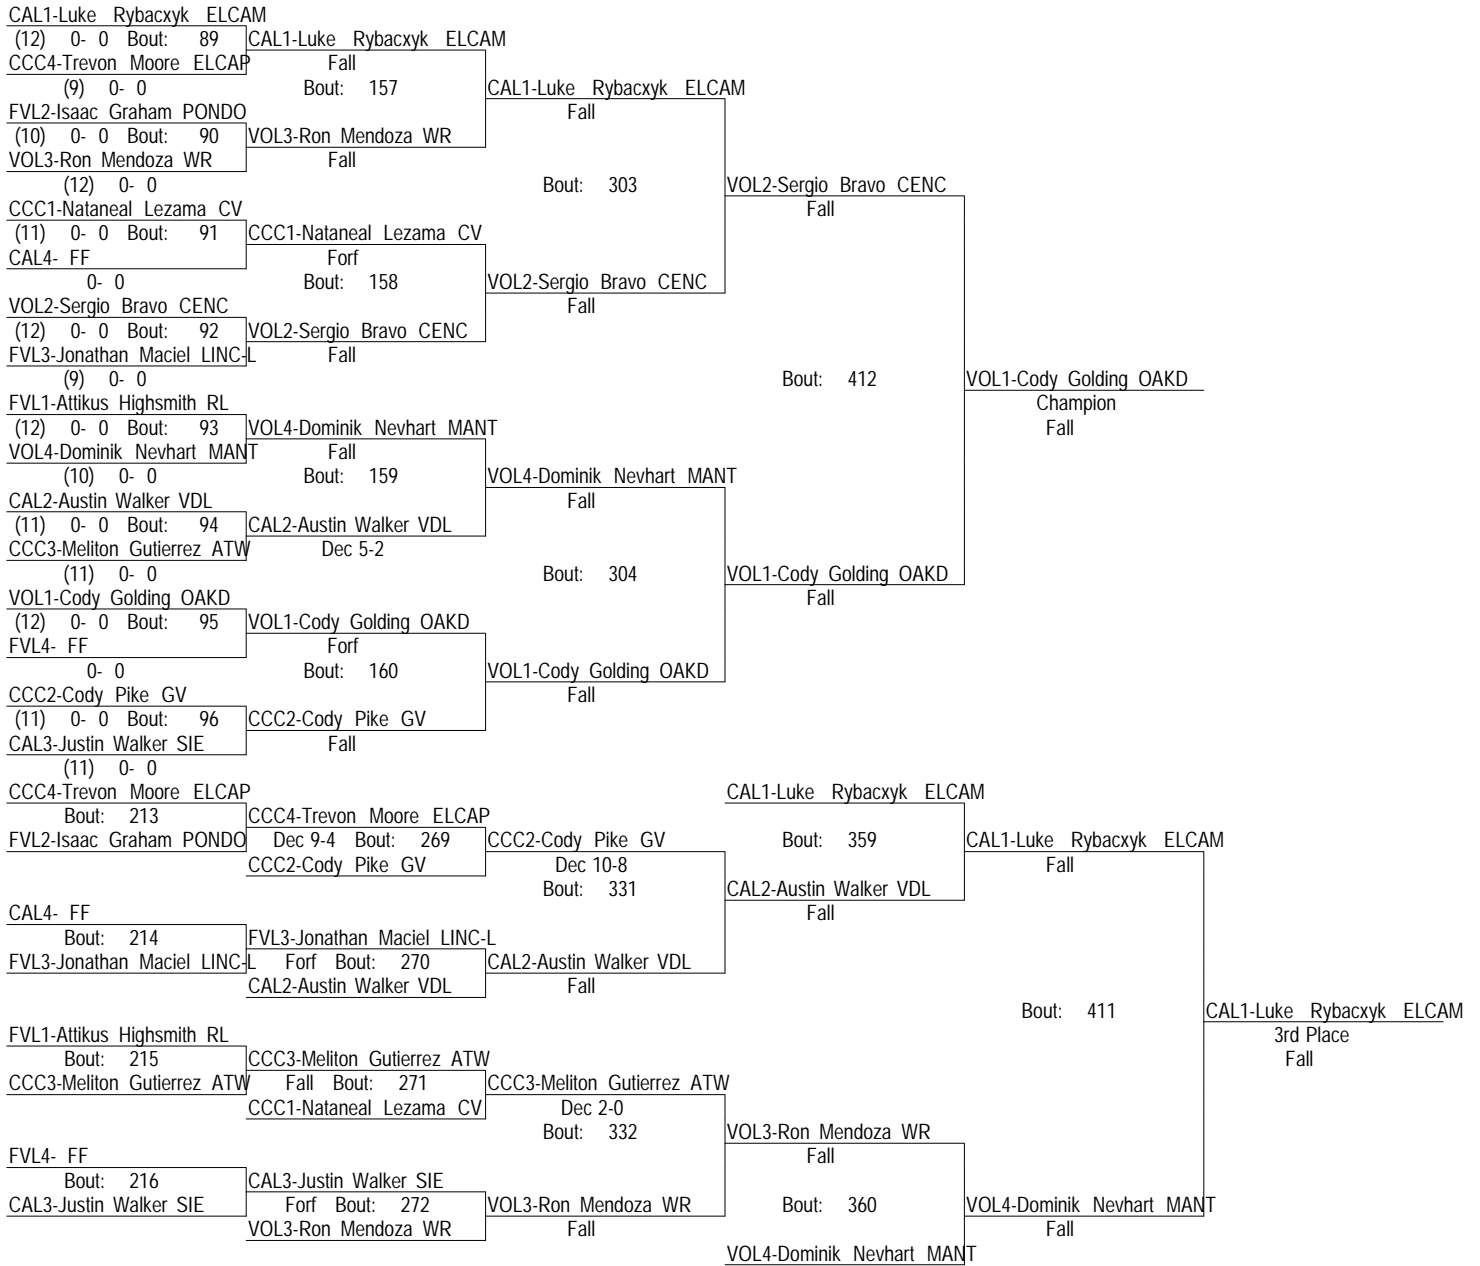 CAL1-Luke Rybacxyk ELCAM
(12) 0- 0 Bout: 89 CAL1-Luke Rybacxyk ELCAM
CCC4-Trevon Moore ELCAP Fall
(9) 0- 0 Bout: 157 CAL1-Luke Rybacxyk ELCAM
FVL2-Isaac Graham PONDO Fall
(10) 0- 0 Bout: 90 VOL3-Ron Mendoza WR
VOL3-Ron Mendoza WR Fall
(12) 0- 0 Bout: 303 VOL2-Sergio Bravo CENC
CCC1-Nataneal Lezama CV Fall
(11) 0- 0 Bout: 91 CCC1-Nataneal Lezama CV
CAL4- FF Forf
0- 0 Bout: 158 VOL2-Sergio Bravo CENC
VOL2-Sergio Bravo CENC Fall
(12) 0- 0 Bout: 92 VOL2-Sergio Bravo CENC
FVL3-Jonathan Maciel LINC-L Fall
(9) 0- 0 Bout: 412 VOL1-Cody Golding OAKD
FVL1-Attikus Highsmith RL Champion
(12) 0- 0 Bout: 93 VOL4-Dominik Nevhart MANT Fall
VOL4-Dominik Nevhart MANT Fall
(10) 0- 0 Bout: 159 VOL4-Dominik Nevhart MANT
CAL2-Austin Walker VDL Fall
(11) 0- 0 Bout: 94 CAL2-Austin Walker VDL
CCC3-Meliton Gutierrez ATW Dec 5-2
(11) 0- 0 Bout: 304 VOL1-Cody Golding OAKD
VOL1-Cody Golding OAKD Fall
(12) 0- 0 Bout: 95 VOL1-Cody Golding OAKD
FVL4- FF Forf
0- 0 Bout: 160 VOL1-Cody Golding OAKD
CCC2-Cody Pike GV Fall
(11) 0- 0 Bout: 96 CCC2-Cody Pike GV
CAL3-Justin Walker SIE Fall
(11) 0- 0
CCC4-Trevon Moore ELCAP CAL1-Luke Rybacxyk ELCAM
Bout: 213 CCC4-Trevon Moore ELCAP
FVL2-Isaac Graham PONDO Dec 9-4 Bout: 269 CCC2-Cody Pike GV Bout: 359 CAL1-Luke Rybacxyk ELCAM
CCC2-Cody Pike GV Dec 10-8 Fall
Bout: 331 CAL2-Austin Walker VDL
CAL4- FF Fall
Bout: 214 FVL3-Jonathan Maciel LINC-L
FVL3-Jonathan Maciel LINC-L Forf Bout: 270 CAL2-Austin Walker VDL
CAL2-Austin Walker VDL Fall
Bout: 411 CAL1-Luke Rybacxyk ELCAM
FVL1-Attikus Highsmith RL 3rd Place
Bout: 215 CCC3-Meliton Gutierrez ATW Fall
CCC3-Meliton Gutierrez ATW Fall Bout: 271 CCC3-Meliton Gutierrez ATW
CCC1-Nataneal Lezama CV Dec 2-0
Bout: 332 VOL3-Ron Mendoza WR
FVL4- FF Fall
Bout: 216 CAL3-Justin Walker SIE
CAL3-Justin Walker SIE Forf Bout: 272 VOL3-Ron Mendoza WR Bout: 360 VOL4-Dominik Nevhart MANT
VOL3-Ron Mendoza WR Fall Fall
VOL4-Dominik Nevhart MANT